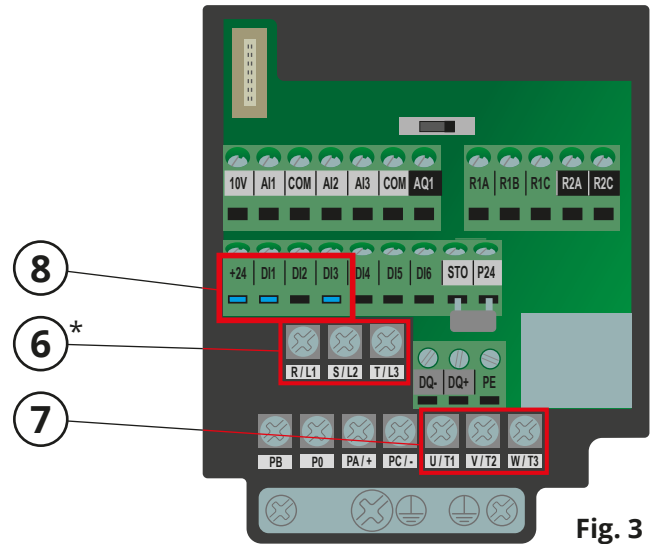 10V AI1 COM AI2 AI3 COM AQ1 R1A R1B R1C R2A R2C
8
+24 DI1 DI2 DI3 DI4 DI5 DI6 STO P24
6*
R/L1 S/L2 T/L3
DQ- DQ+ PE
7
PB P0 PA/+ PC/- U/T1 V/T2 W/T3
Fig. 3